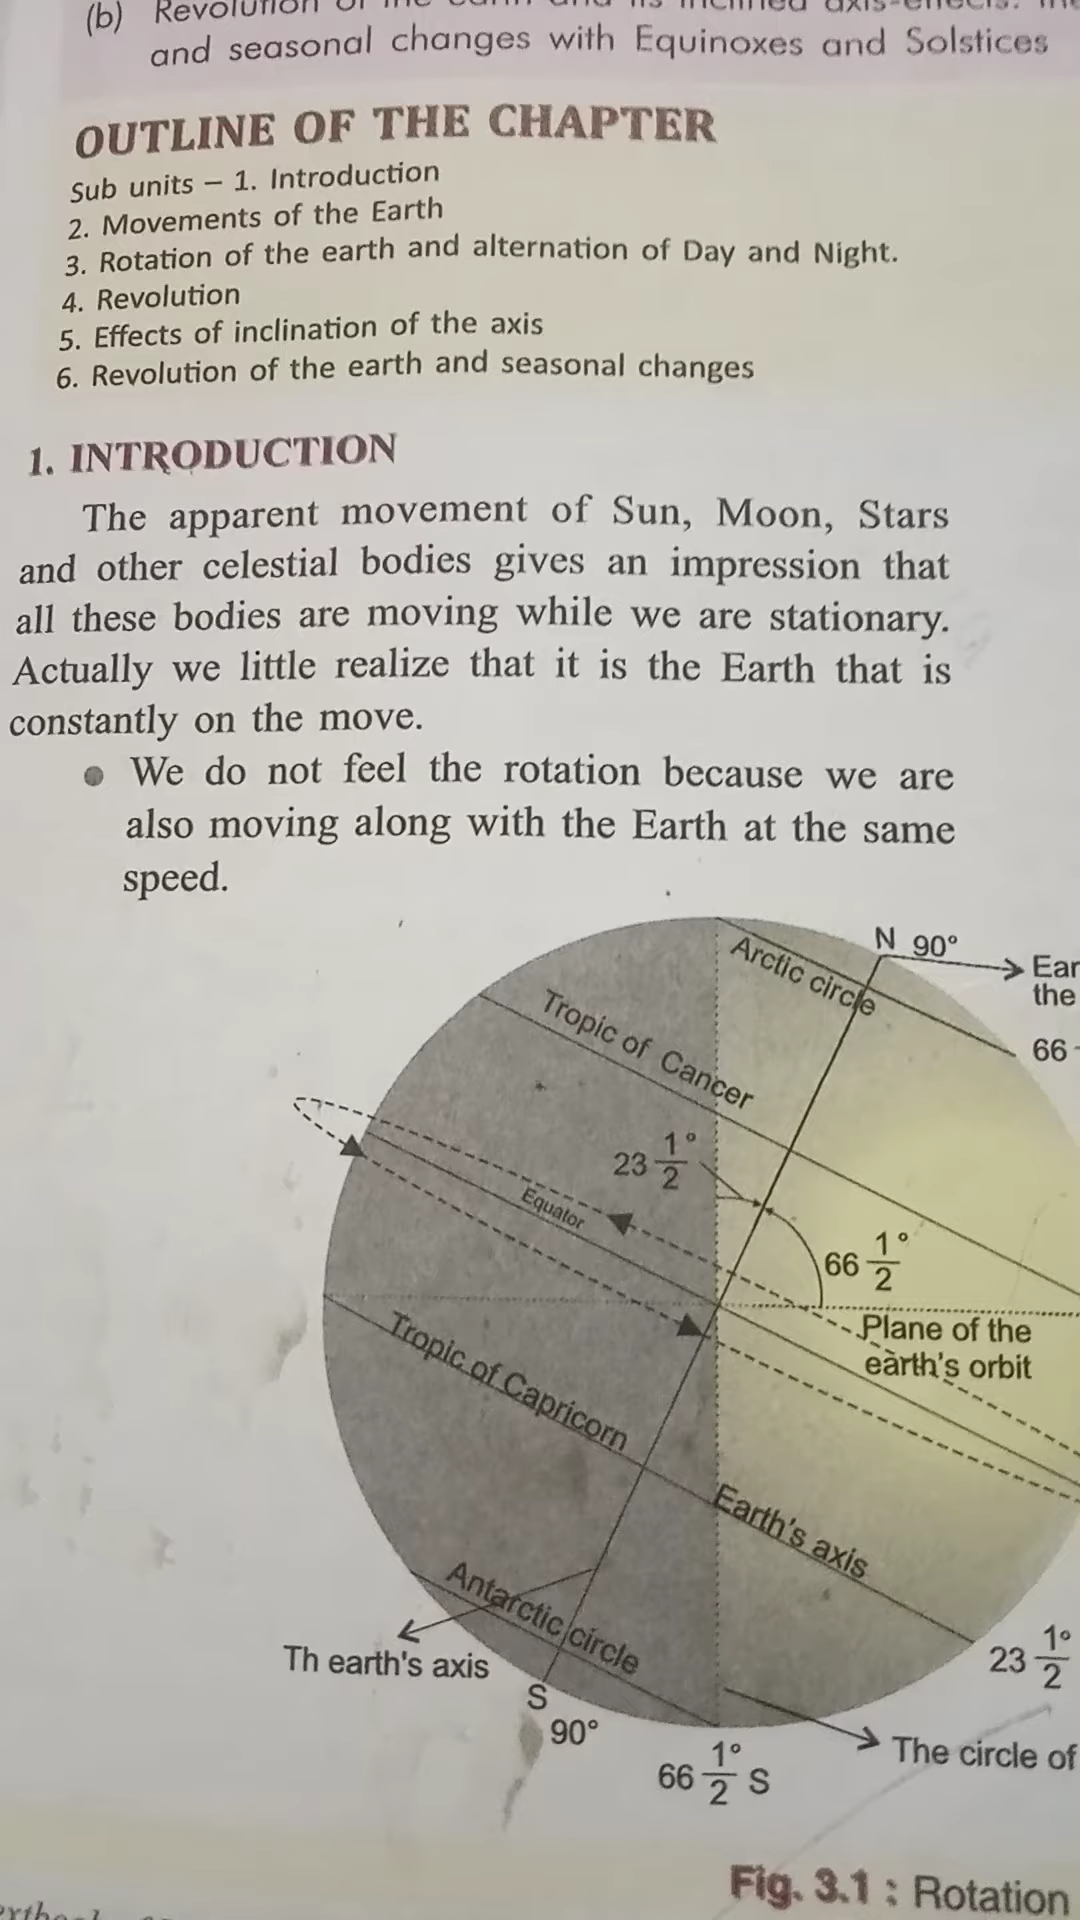 (b) Revolution of the earth and its inclined axis-effects.
and seasonal changes with Equinoxes and Solstices
OUTLINE OF THE CHAPTER
Sub units – 1. Introduction
2. Movements of the Earth
3. Rotation of the earth and alternation of Day and Night.
4. Revolution
5. Effects of inclination of the axis
6. Revolution of the earth and seasonal changes
1. INTRODUCTION
The apparent movement of Sun, Moon, Stars
and other celestial bodies gives an impression that
all these bodies are moving while we are stationary.
Actually we little realize that it is the Earth that is
constantly on the move.
• We do not feel the rotation because we are
also moving along with the Earth at the same
speed.
N 90°
Ear
the
Arctic circle
66
Tropic of Cancer
23 1/2°
Equator
66 1/2°
Plane of the
earth's orbit
Tropic of Capricorn
Earth's axis
Antarctic circle
Th earth's axis
23 1/2°
S
90°
66 1/2° S
The circle of
Fig. 3.1 : Rotation